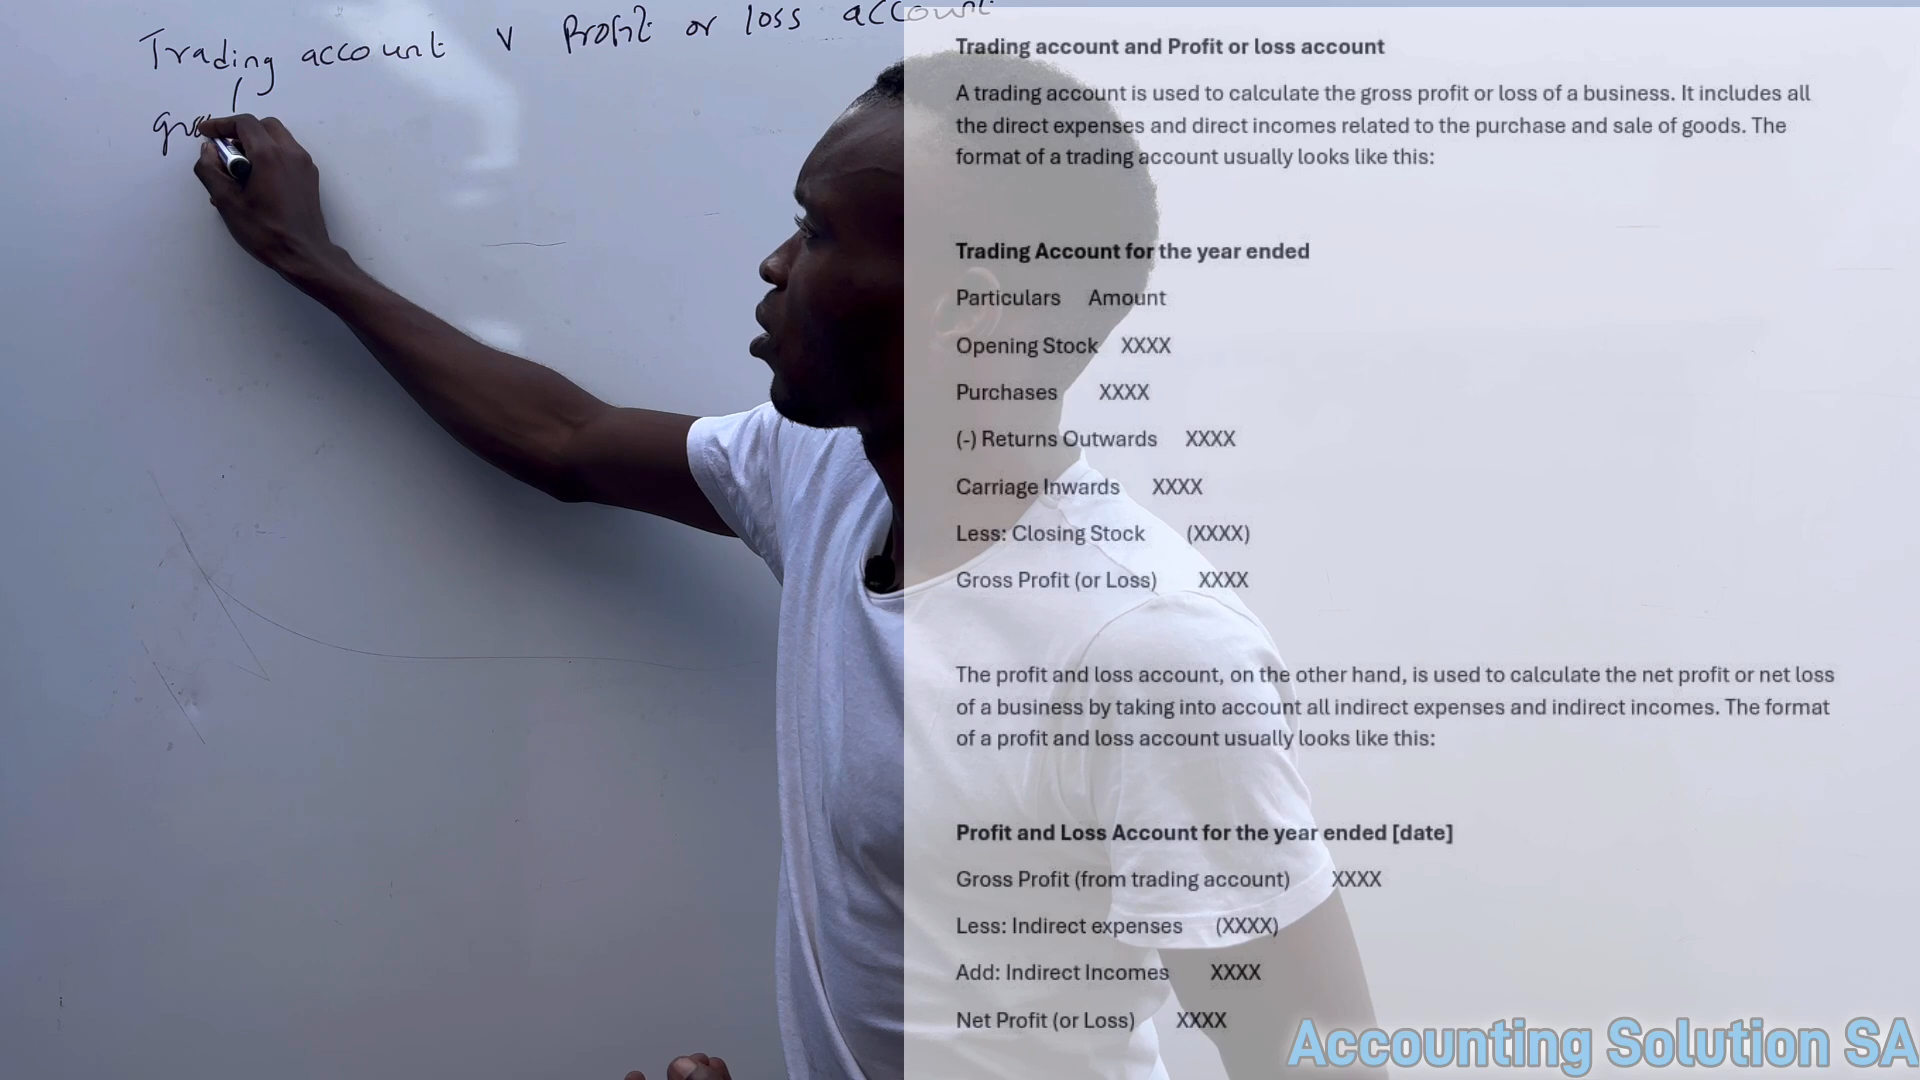 Trading account V Profit or loss account
Trading account and Profit or loss account
A trading account is used to calculate the gross profit or loss of a business. It includes all
the direct expenses and direct incomes related to the purchase and sale of goods. The
format of a trading account usually looks like this:
Trading Account for the year ended
Particulars Amount
Opening Stock XXXX
Purchases XXXX
(-) Returns Outwards XXXX
Carriage Inwards XXXX
Less: Closing Stock (XXXX)
Gross Profit (or Loss) XXXX
The profit and loss account, on the other hand, is used to calculate the net profit or net loss
of a business by taking into account all indirect expenses and indirect incomes. The format
of a profit and loss account usually looks like this:
Profit and Loss Account for the year ended [date]
Gross Profit (from trading account) XXXX
Less: Indirect expenses (XXXX)
Add: Indirect Incomes XXXX
Net Profit (or Loss) XXXX
Accounting Solution SA